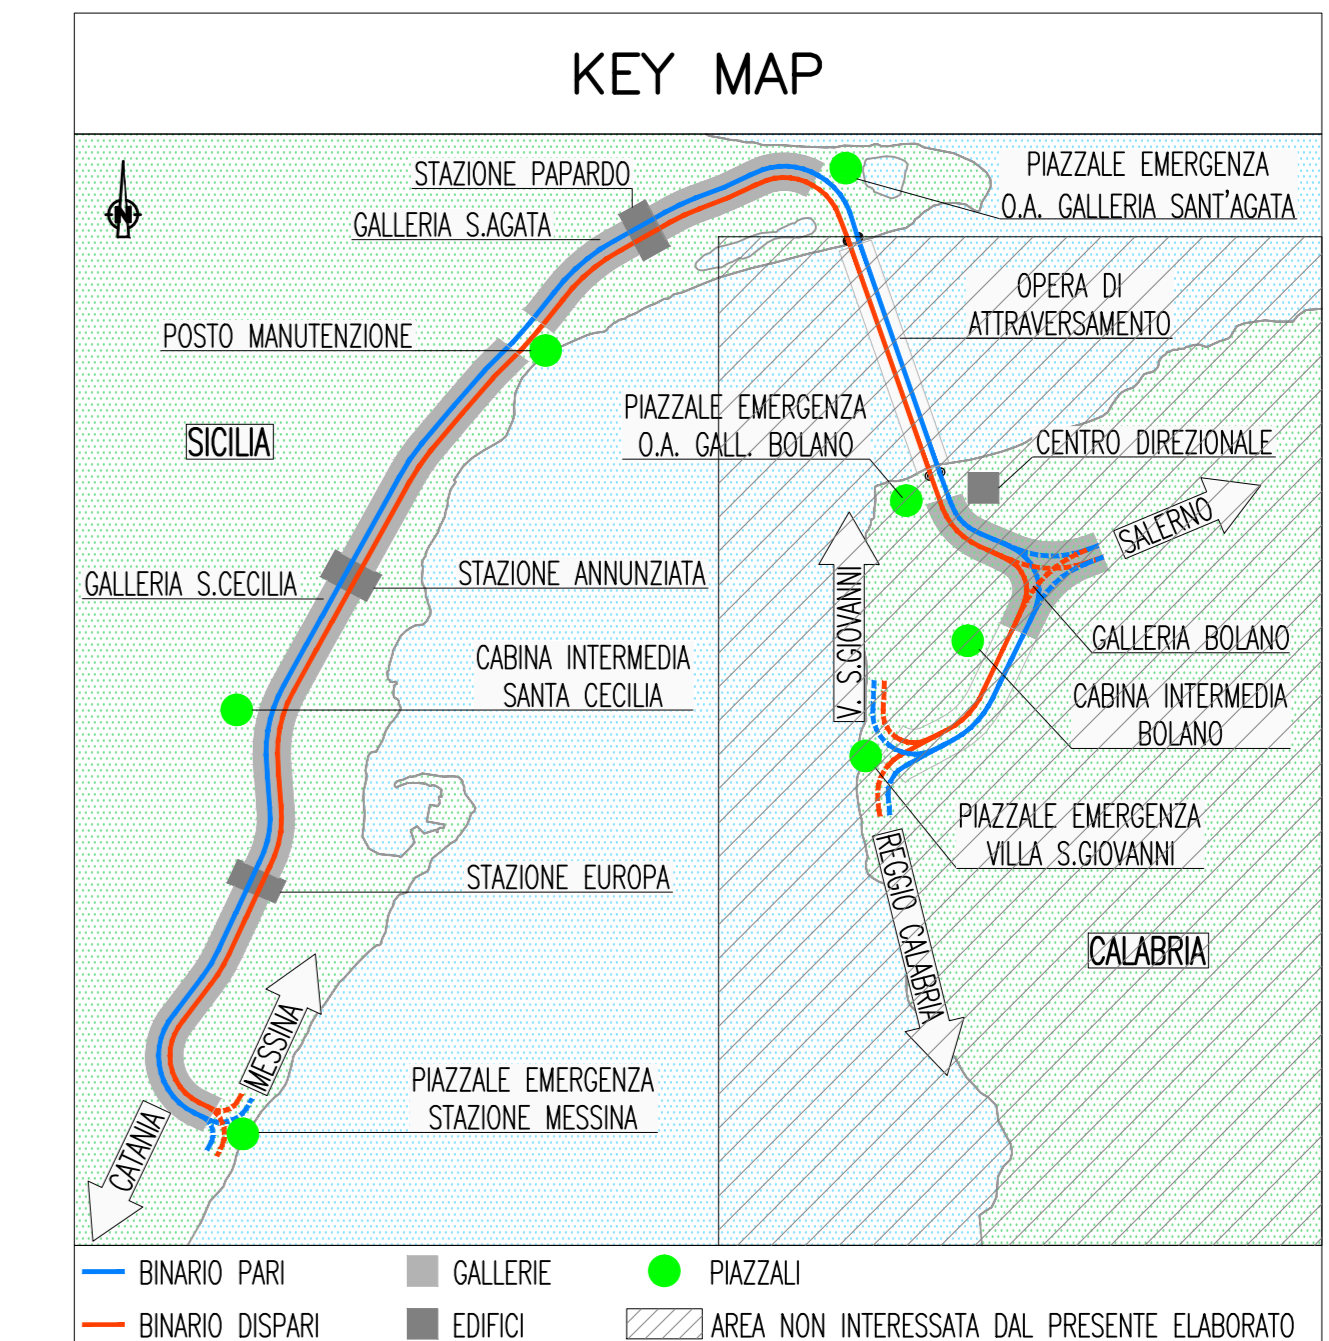 KEY MAP
STAZIONE PAPARDO
GALLERIA S.AGATA
PIAZZALE EMERGENZA
O.A. GALLERIA SANT'AGATA
N
OPERA DI
ATTRAVERSAMENTO
POSTO MANUTENZIONE
SICILIA
PIAZZALE EMERGENZA
O.A. GALL. BOLANO
CENTRO DIREZIONALE
SALERNO
GALLERIA S.CECILIA
STAZIONE ANNUNZIATA
V. S.GIOVANNI
GALLERIA BOLANO
CABINA INTERMEDIA
SANTA CECILIA
CABINA INTERMEDIA
BOLANO
PIAZZALE EMERGENZA
VILLA S.GIOVANNI
STAZIONE EUROPA
REGGIO CALABRIA
CALABRIA
MESSINA
PIAZZALE EMERGENZA
STAZIONE MESSINA
CATANIA
BINARIO PARI
GALLERIE
PIAZZALI
BINARIO DISPARI
EDIFICI
AREA NON INTERESSATA DAL PRESENTE ELABORATO